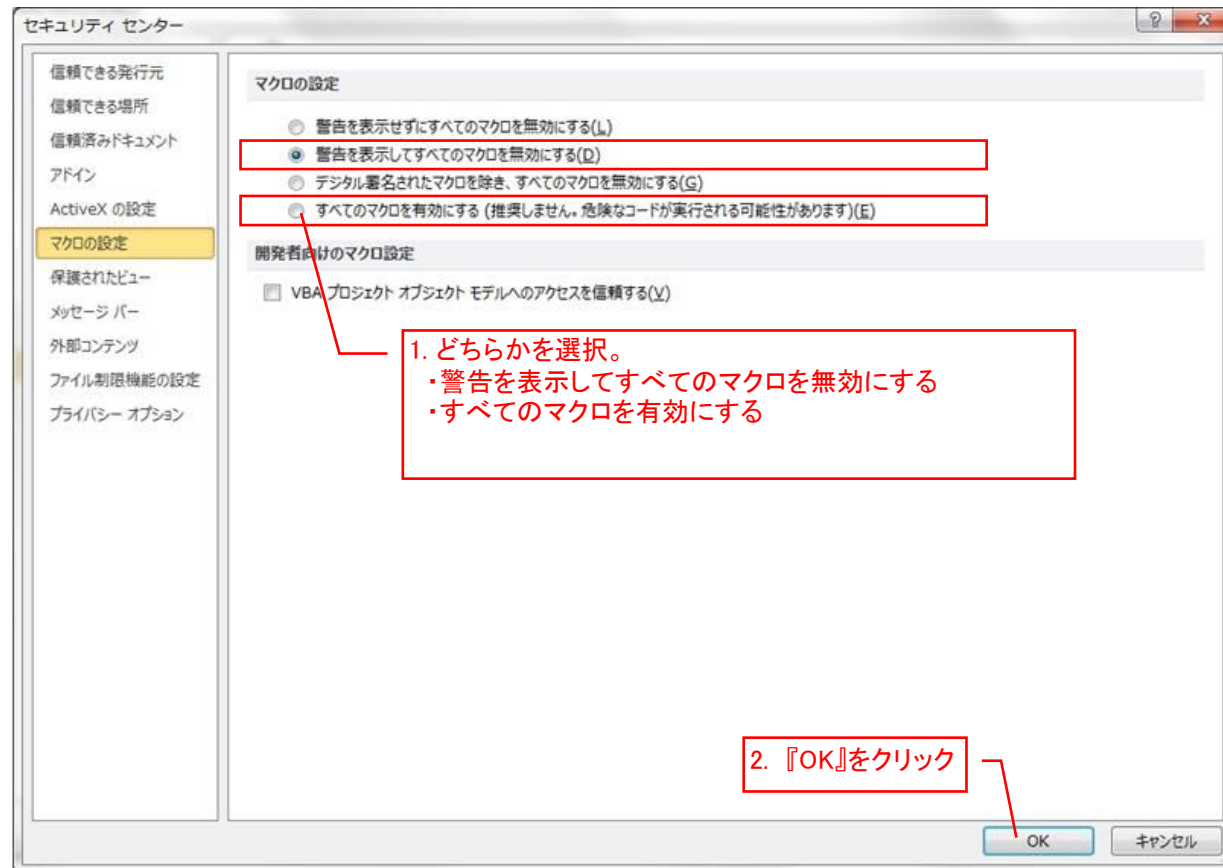 セキュリティ センター
信頼できる発行元
信頼できる場所
信頼済みドキュメント
アドイン
ActiveX の設定
マクロの設定
保護されたビュー
メッセージ バー
外部コンテンツ
ファイル制限機能の設定
プライバシー オプション
マクロの設定
警告を表示せずにすべてのマクロを無効にする(L)
警告を表示してすべてのマクロを無効にする(D)
デジタル署名されたマクロを除き、すべてのマクロを無効にする(G)
すべてのマクロを有効にする (推奨しません。危険なコードが実行される可能性があります)(E)
開発者向けのマクロ設定
VBA プロジェクト オブジェクト モデルへのアクセスを信頼する(V)
1. どちらかを選択。
・警告を表示してすべてのマクロを無効にする
・すべてのマクロを有効にする
2. 『OK』をクリック
OK
キャンセル